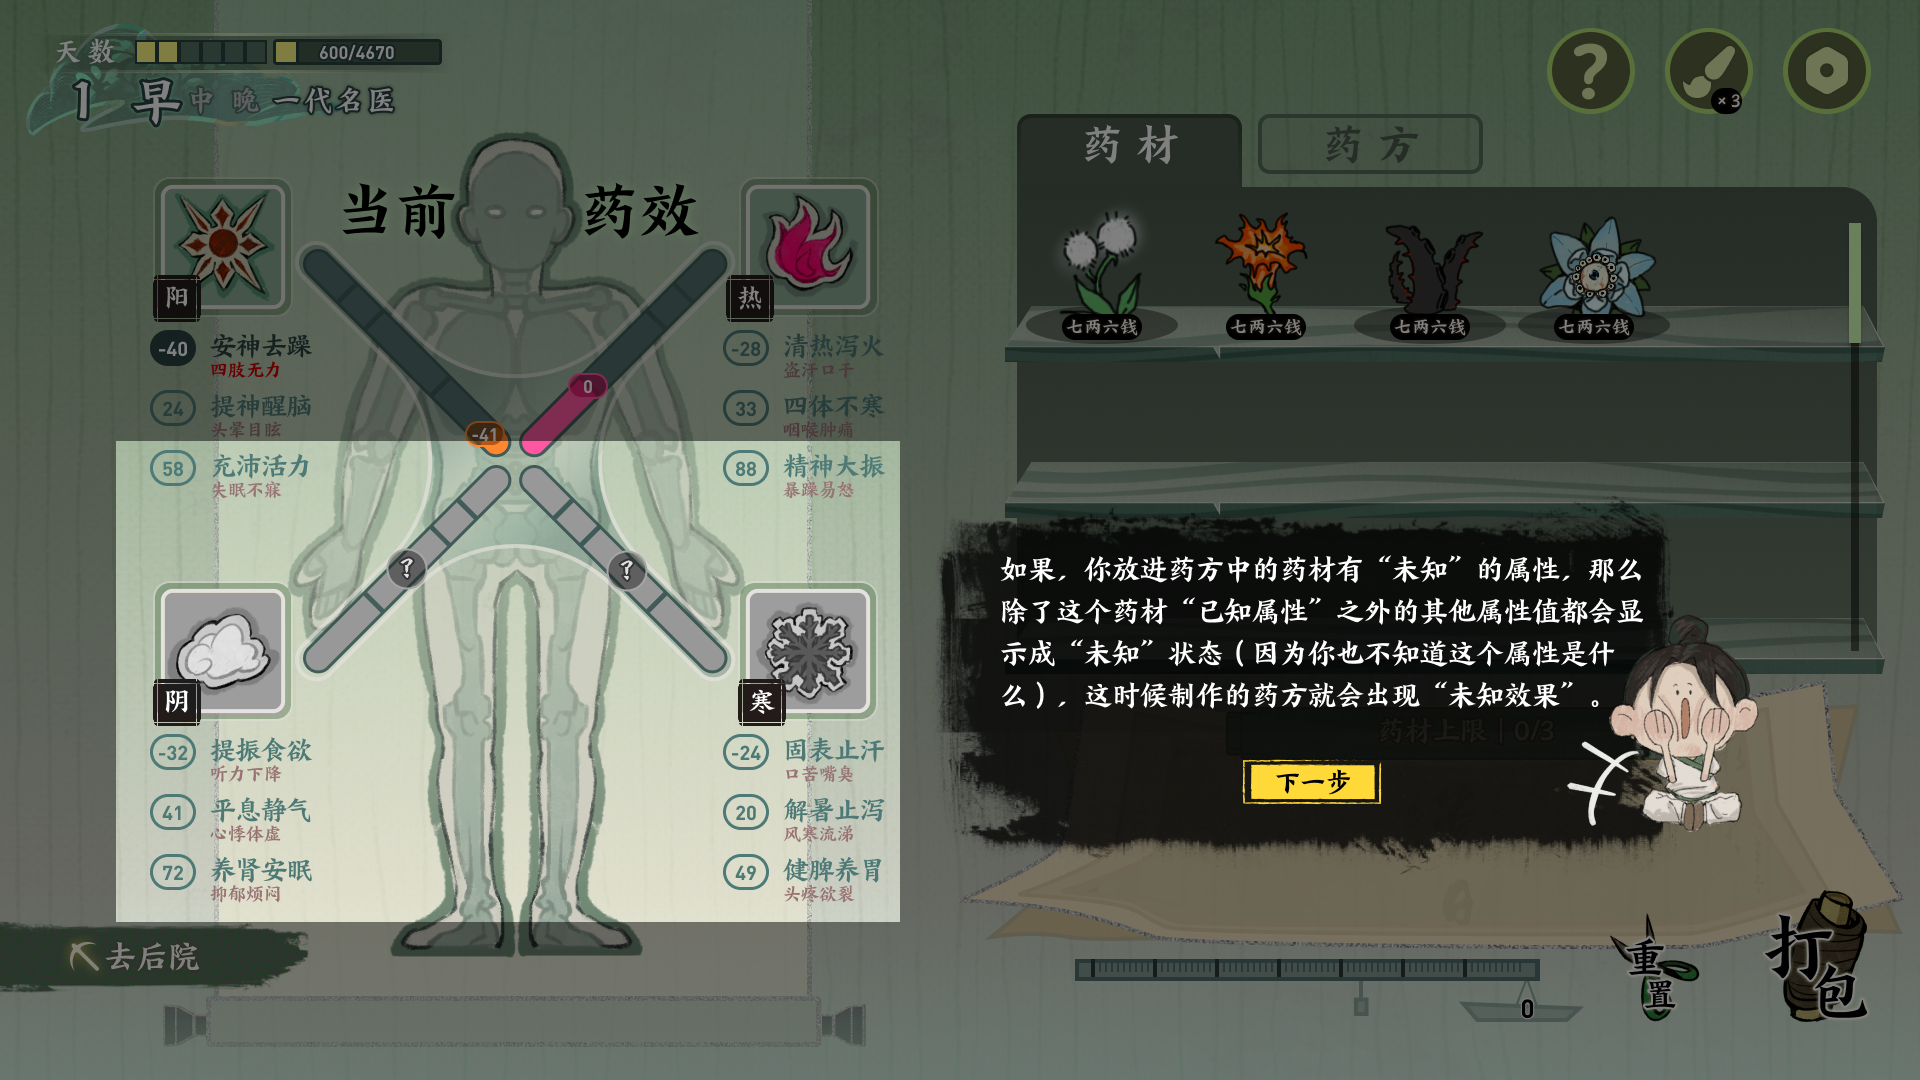 天数
600/4670
1 早 中 晚 一代名医
×3
药材
药方
当前药效
阳
热
-40 安神去躁
四肢无力
24 提神醒脑
头晕目眩
58 充沛活力
失眠不寐
-28 清热泻火
盗汗口干
33 四体不寒
咽喉肿痛
88 精神大振
暴躁易怒
0
-41
?
?
七两六钱
七两六钱
七两六钱
七两六钱
阴
寒
-32 提振食欲
听力下降
41 平息静气
心悸体虚
72 养肾安眠
抑郁烦闷
-24 固表止汗
口苦嘴臭
20 解暑止泻
风寒流涕
49 健脾养胃
头疼欲裂
如果，你放进药方中的药材有“未知”的属性，那么
除了这个药材“已知属性”之外的其他属性值都会显
示成“未知”状态（因为你也不知道这个属性是什
么），这时候制作的药方就会出现“未知效果”。
药材上限｜0/3
下一步
去后院
0
重置
打包